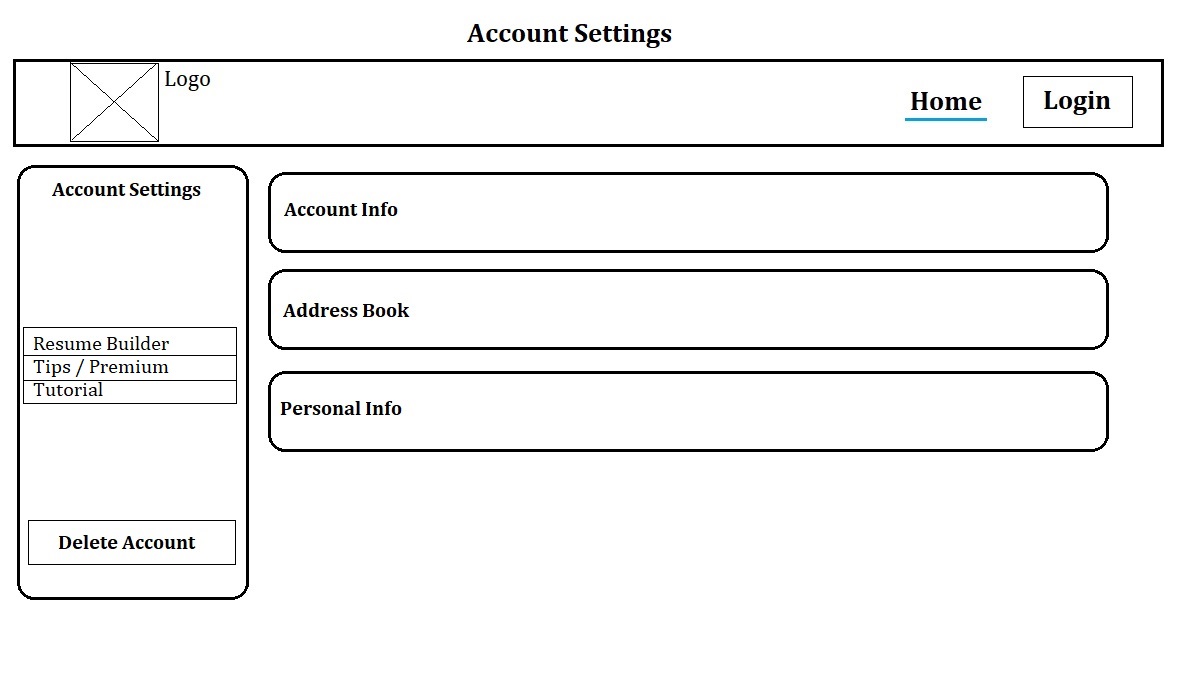 Account Settings
Logo
Home
Login
Account Settings
Resume Builder
Tips / Premium
Tutorial
Delete Account
Account Info
Address Book
Personal Info